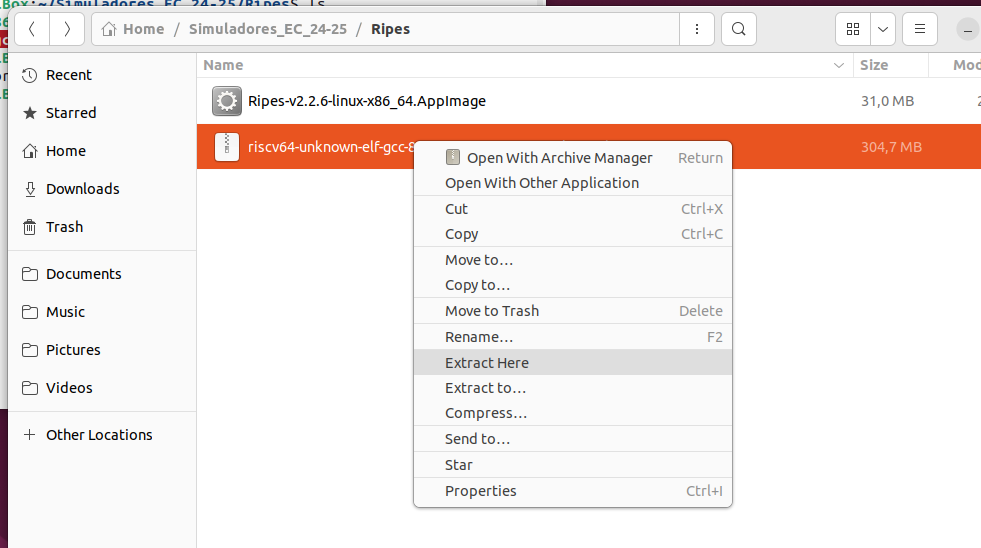 Box:~/Simuladores_EC_24-25/Ripes$ ls
Home / Simuladores_EC_24-25 / Ripes
Name Size Mod
Recent
Starred
Home
Downloads
Trash
Documents
Music
Pictures
Videos
Other Locations
Ripes-v2.2.6-linux-x86_64.AppImage 31,0 MB
riscv64-unknown-elf-gcc-8 304,7 MB
Open With Archive Manager Return
Open With Other Application
Cut Ctrl+X
Copy Ctrl+C
Move to…
Copy to…
Move to Trash Delete
Rename… F2
Extract Here
Extract to…
Compress…
Send to…
Star
Properties Ctrl+I